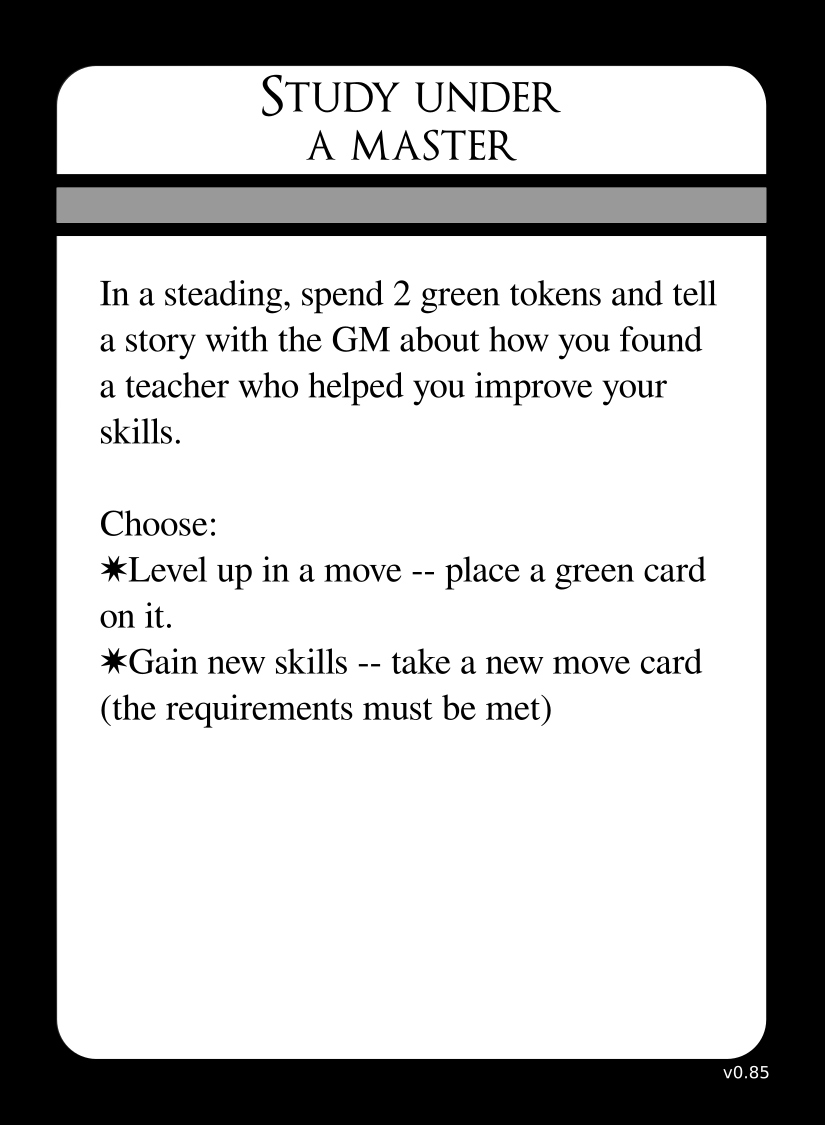 Study under
a master
In a steading, spend 2 green tokens and tell
a story with the GM about how you found
a teacher who helped you improve your
skills.
Choose:
✷Level up in a move -- place a green card
on it.
✷Gain new skills -- take a new move card
(the requirements must be met)
v0.85